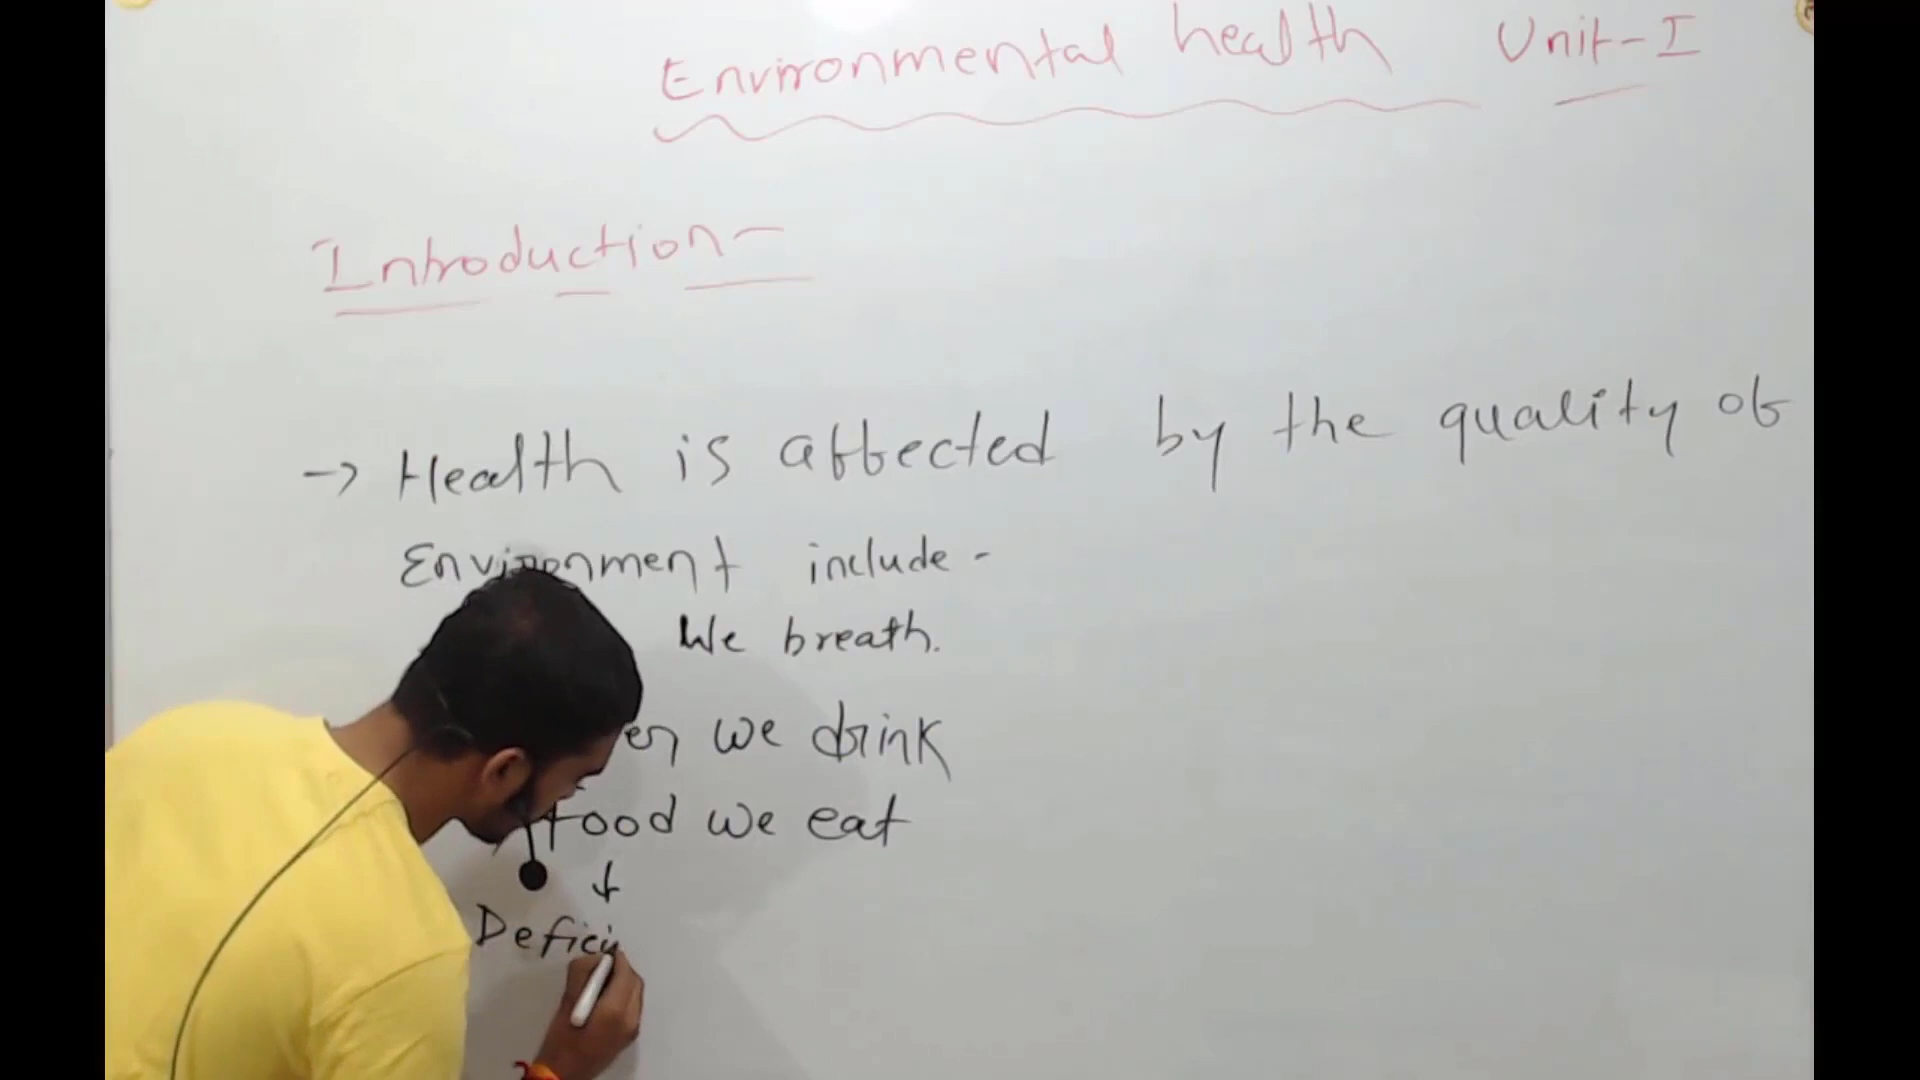 Environmental health Unit-I
Introduction-
→ Health is affected by the quality of
Environment include -
We breath.
we drink
Food we eat
↓